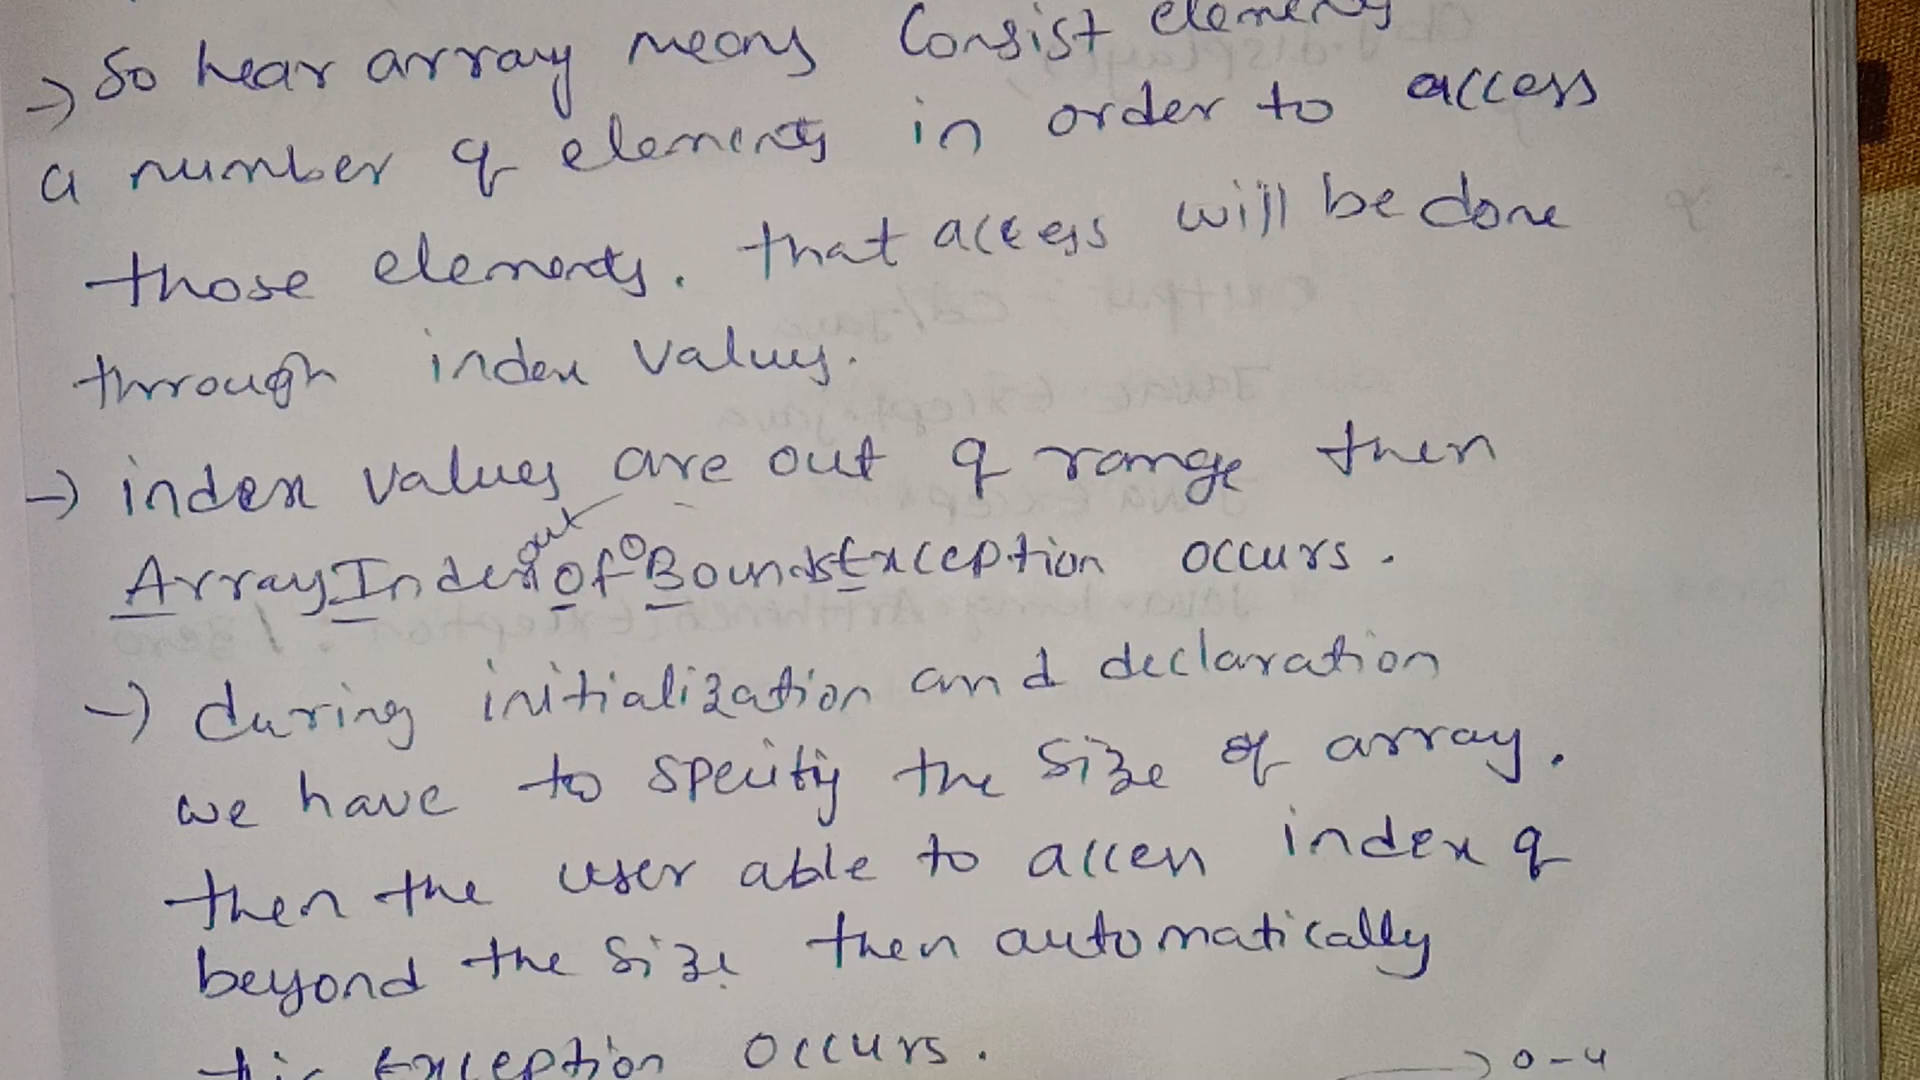 → So hear array means Consist elements
a number of elements in order to access
those elements. that access will be done
through index values.
→ index values are out of range then
ArrayIndexoutOfBoundsException occurs.
→ during initialization and declaration
we have to specify the size of array.
then the user able to access index of
beyond the size then automatically
this Exception occurs.
→ 0-4